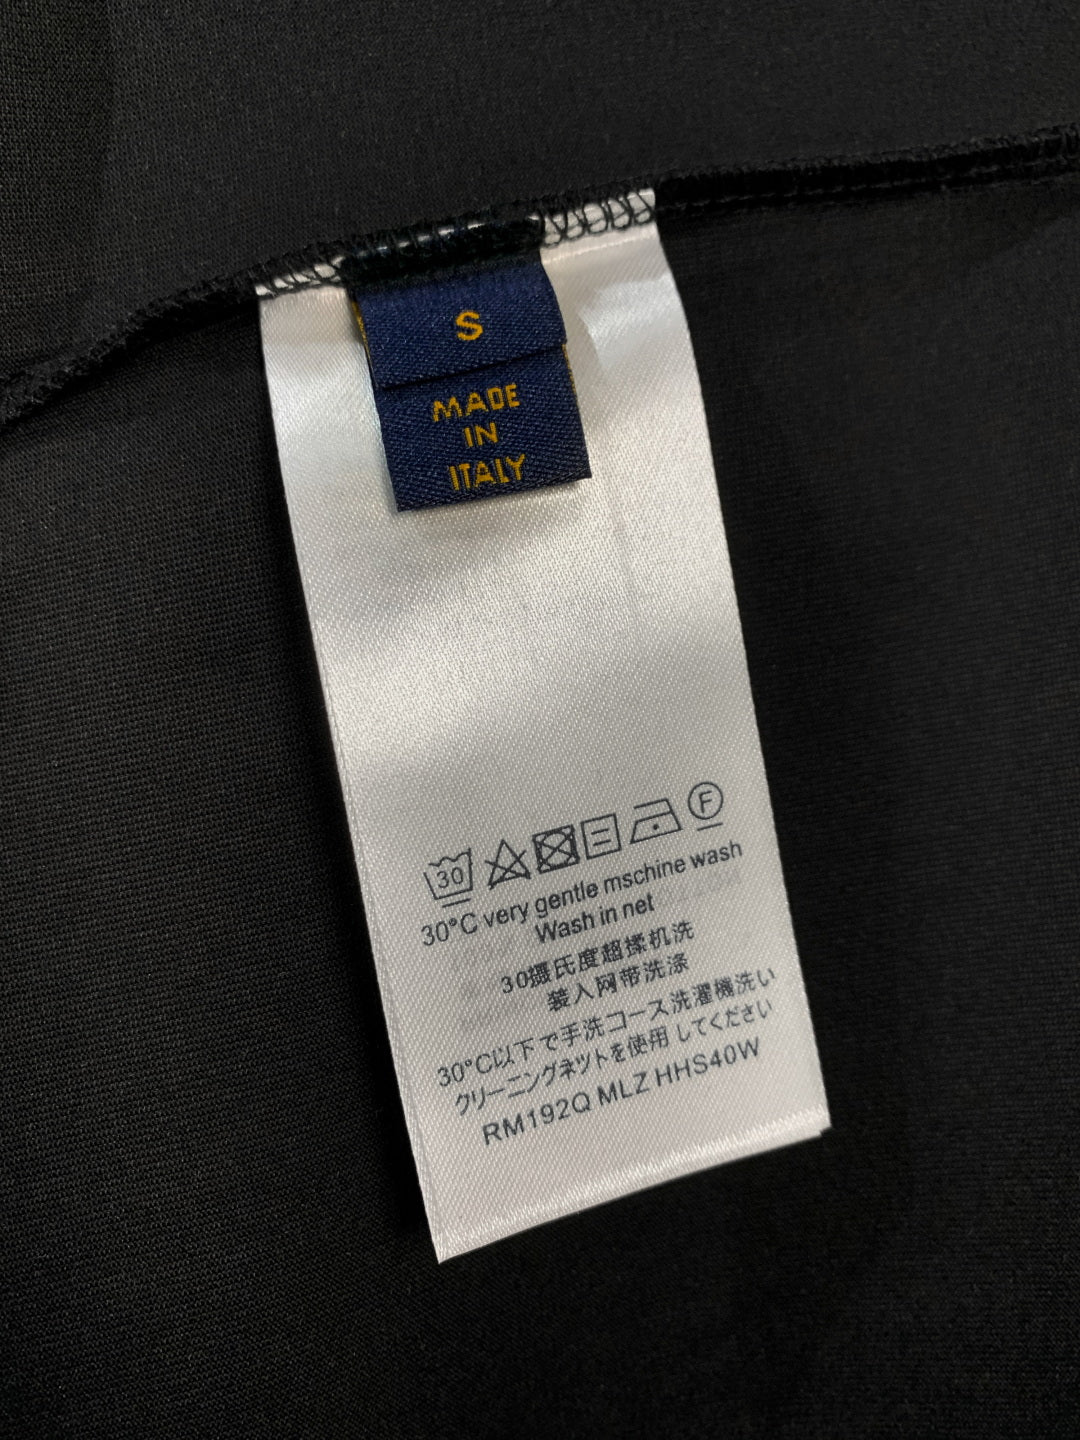 S
MADE
IN
ITALY
30
F
30°C very gentle mschine wash
Wash in net
30摄氏度超揉机洗
装入网带洗涤
30°C以下で手洗コース洗濯機洗い
クリーニングネツトを使用してください
RM192Q MLZ HHS40W